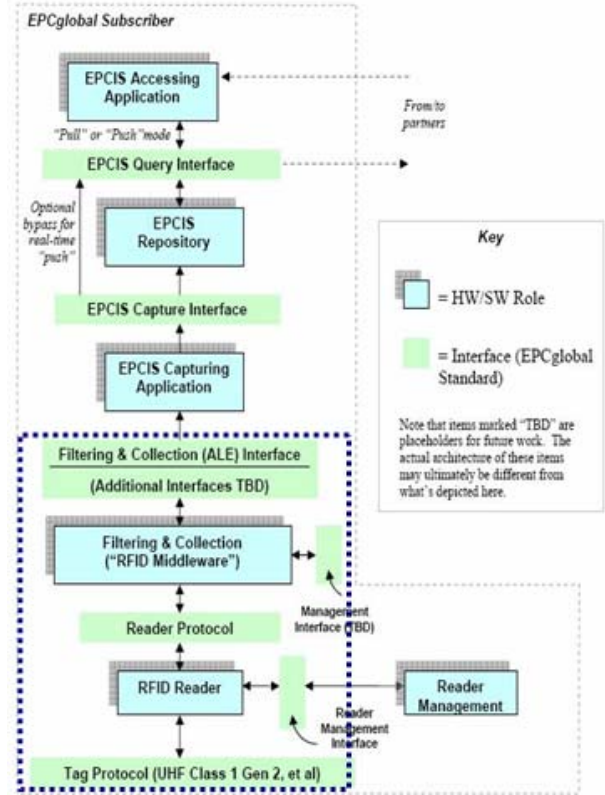 EPCglobal Subscriber
EPCIS Accessing
Application
"Pull" or "Push"mode
From/to
partners
EPCIS Query Interface
Optional
bypass for
real-time
"push"
EPCIS
Repository
EPCIS Capture Interface
EPCIS Capturing
Application
Filtering & Collection (ALE) Interface
(Additional Interfaces TBD)
Filtering & Collection
("RFID Middleware")
Management
Interface (TBD)
Reader Protocol
RFID Reader
Reader
Management
Interface
Reader
Management
Tag Protocol (UHF Class 1 Gen 2, et al)
Key
= HW/SW Role
= Interface (EPCglobal
Standard)
Note that items marked "TBD" are
placeholders for future work. The
actual architecture of these items
may ultimately be different from
what's depicted here.